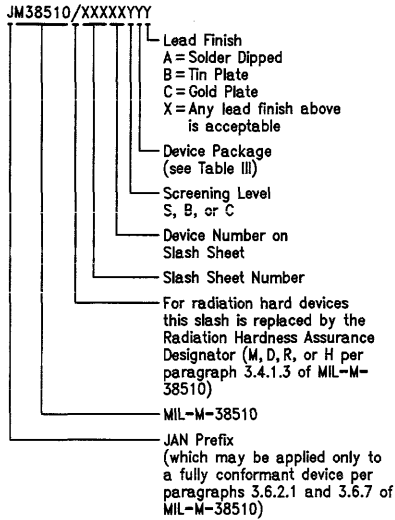 JM38510/XXXXXYYY
Lead Finish
A = Solder Dipped
B = Tin Plate
C = Gold Plate
X = Any lead finish above
is acceptable
Device Package
(see Table III)
Screening Level
S, B, or C
Device Number on
Slash Sheet
Slash Sheet Number
For radiation hard devices
this slash is replaced by the
Radiation Hardness Assurance
Designator (M, D, R, or H per
paragraph 3.4.1.3 of MIL-M-
38510)
MIL-M-38510
JAN Prefix
(which may be applied only to
a fully conformant device per
paragraphs 3.6.2.1 and 3.6.7 of
MIL-M-38510)